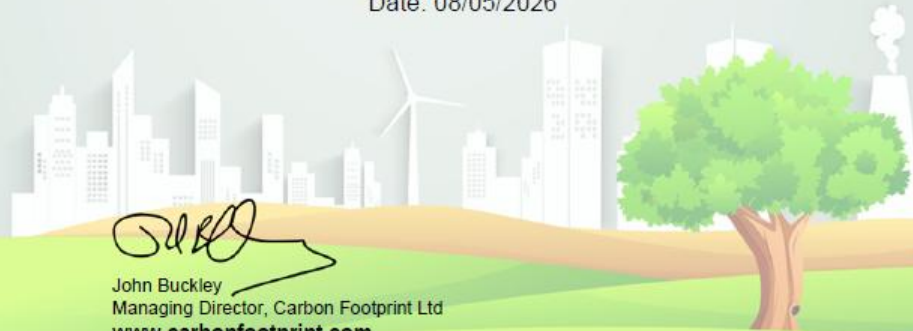 Date: 08/05/2026
John Buckley
Managing Director, Carbon Footprint Ltd
www.carbonfootprint.com